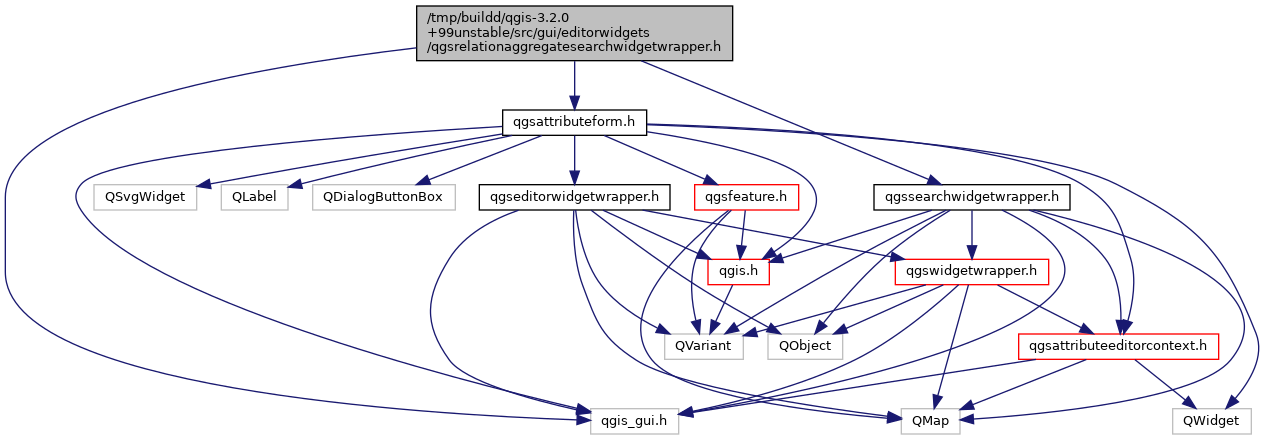 /tmp/buildd/qgis-3.2.0
+99unstable/src/gui/editorwidgets
/qgsrelationaggregatesearchwidgetwrapper.h
qgsattributeform.h
QSvgWidget
QLabel
QDialogButtonBox
qgseditorwidgetwrapper.h
qgsfeature.h
qgssearchwidgetwrapper.h
qgis.h
qgswidgetwrapper.h
QVariant
QObject
qgsattributeeditorcontext.h
qgis_gui.h
QMap
QWidget